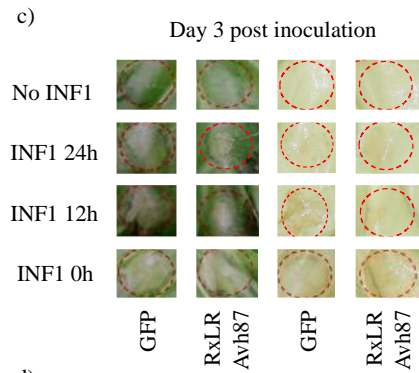 c)
Day 3 post inoculation
No INF1
INF1 24h
INF1 12h
INF1 0h
GFP
RxLR
Avh87
GFP
RxLR
Avh87